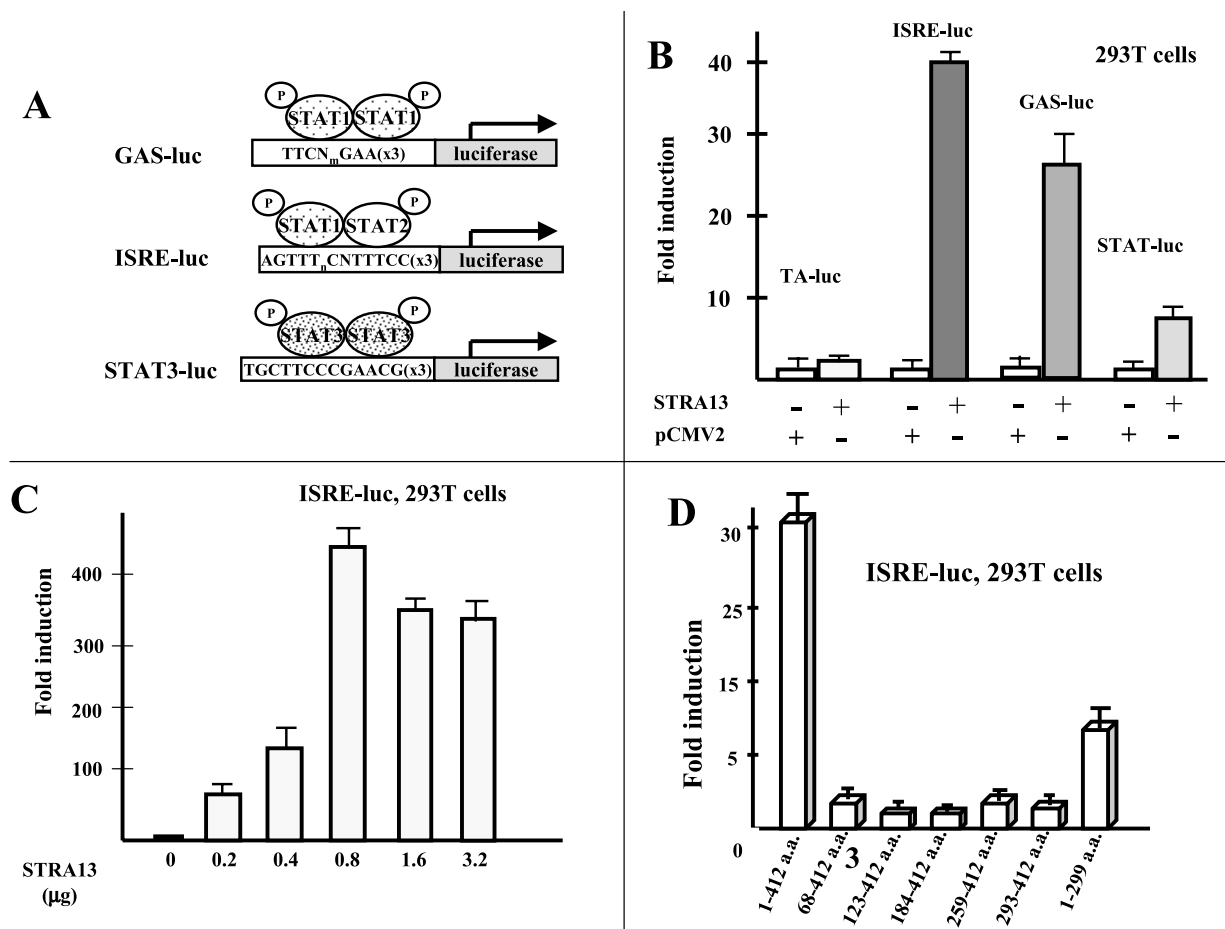 A
P
P
STAT1
STAT1
GAS-luc
TTCNmGAA(x3)
luciferase
P
P
STAT1
STAT2
ISRE-luc
AGTTTnCNTTTCC(x3)
luciferase
P
P
STAT3
STAT3
STAT3-luc
TGCTTCCCGAACG(x3)
luciferase
B
293T cells
ISRE-luc
GAS-luc
STAT-luc
TA-luc
Fold induction
40
30
20
10
STRA13 - + - + - + - +
pCMV2 + - + - + - + -
C
ISRE-luc, 293T cells
Fold induction
400
300
200
100
0 0.2 0.4 0.8 1.6 3.2
STRA13
(μg)
D
ISRE-luc, 293T cells
Fold induction
30
25
15
5
0
1-412 a.a.
68-412 a.a.
3
123-412 a.a.
184-412 a.a.
259-412 a.a.
293-412 a.a.
1-299 a.a.